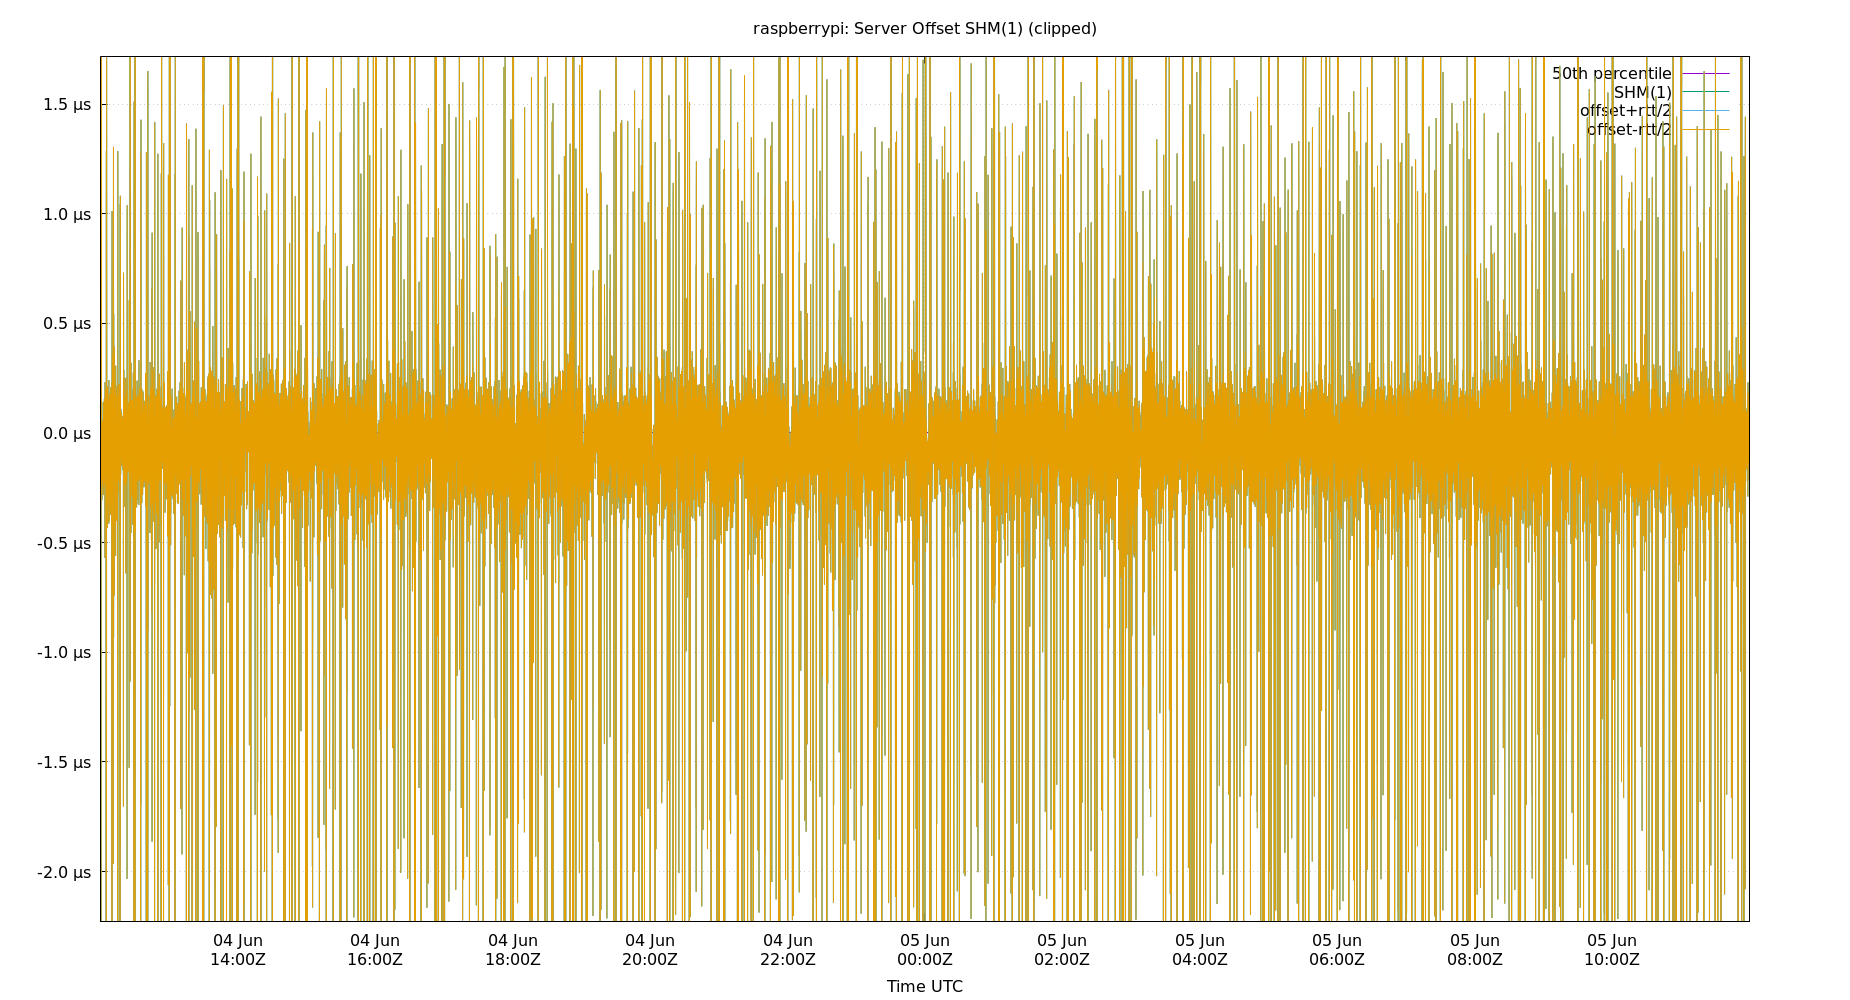 raspberrypi: Server Offset SHM(1) (clipped)
50th percentile
SHM(1)
offset+rtt/2
offset-rtt/2
1.5 µs
1.0 µs
0.5 µs
0.0 µs
-0.5 µs
-1.0 µs
-1.5 µs
-2.0 µs
04 Jun 04 Jun 04 Jun 04 Jun 04 Jun 05 Jun 05 Jun 05 Jun 05 Jun 05 Jun 05 Jun
14:00Z 16:00Z 18:00Z 20:00Z 22:00Z 00:00Z 02:00Z 04:00Z 06:00Z 08:00Z 10:00Z
Time UTC